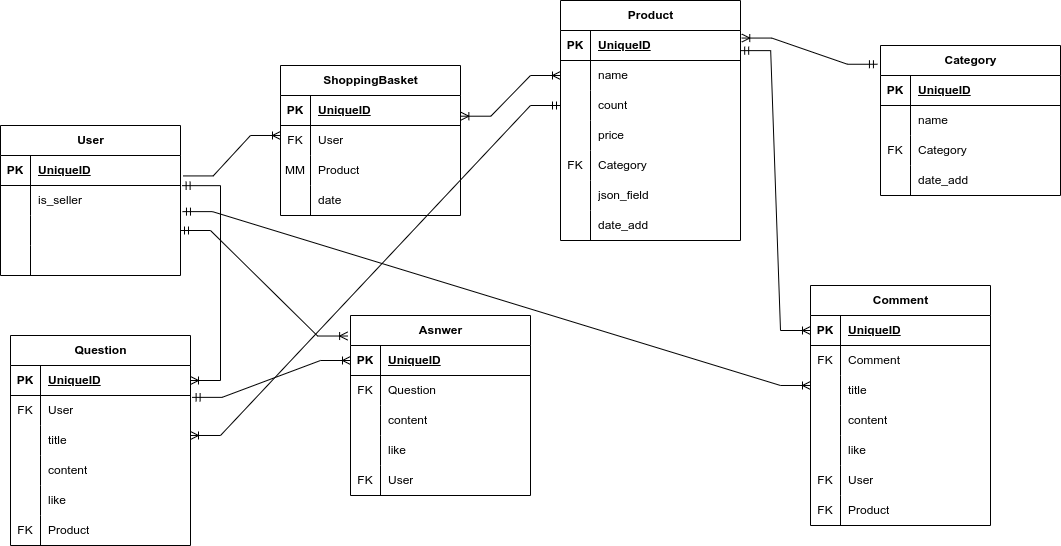 Product
PK UniqueID
name
count
price
FK Category
json_field
date_add
Category
PK UniqueID
name
FK Category
date_add
ShoppingBasket
PK UniqueID
FK User
MM Product
date
User
PK UniqueID
is_seller
Comment
PK UniqueID
FK Comment
title
content
like
FK User
FK Product
Asnwer
PK UniqueID
FK Question
content
like
FK User
Question
PK UniqueID
FK User
title
content
like
FK Product